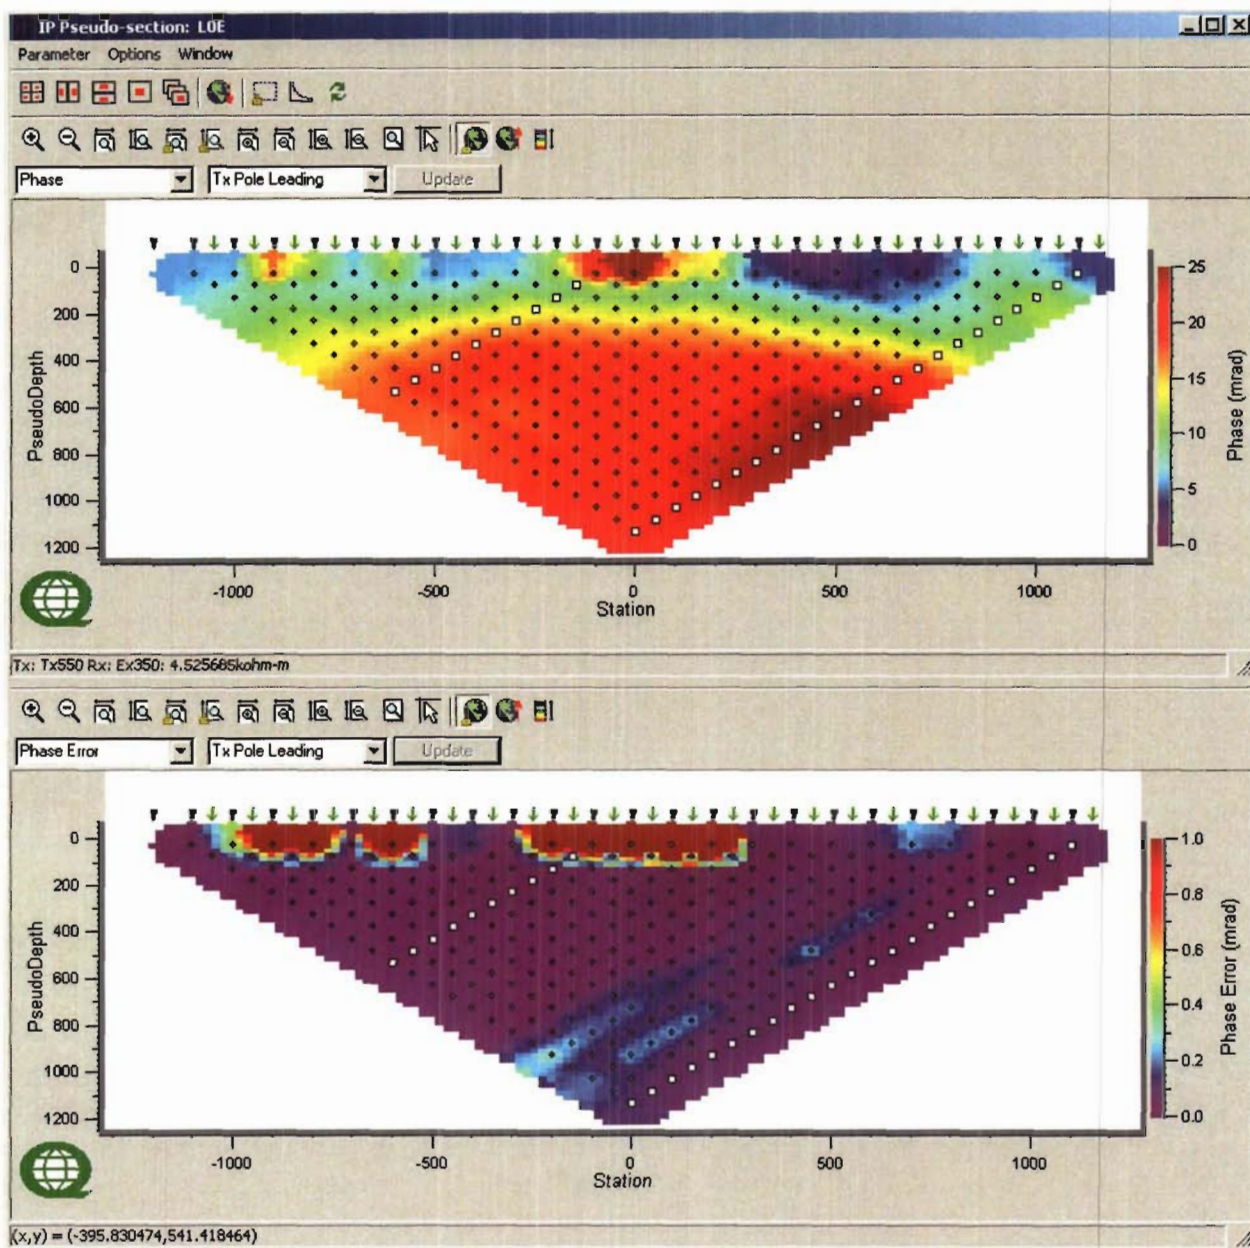 IP Pseudo-section: L0E
Parameter Options Window
Phase Tx Pole Leading Update
0
200
400
600
800
1000
1200
PseudoDepth
-1000 -500 0 500 1000
Station
25
20
15
10
5
0
Phase (mrad)
Tx: Tx550 Rx: Ex350: 4.525685kohm-m
Phase Error Tx Pole Leading Update
0
200
400
600
800
1000
1200
PseudoDepth
-1000 -500 0 500 1000
Station
1.0
0.8
0.6
0.4
0.2
0.0
Phase Error (mrad)
(x,y) = (-395.830474,541.418464)